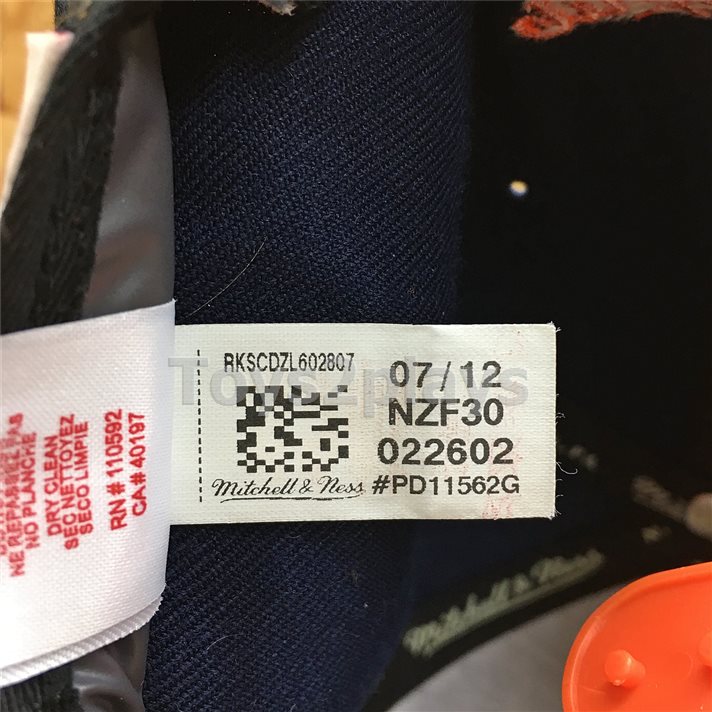 RKSCDZL602807
07/12
NZF30
022602
Mitchell & Ness #PD11562G
Toys2plays
NO PLANCHE
DRY CLEAN
SEC NETTOYEZ
SECO LIMPIE
RN# 110592
CA# 40197
Mitchell & Ness